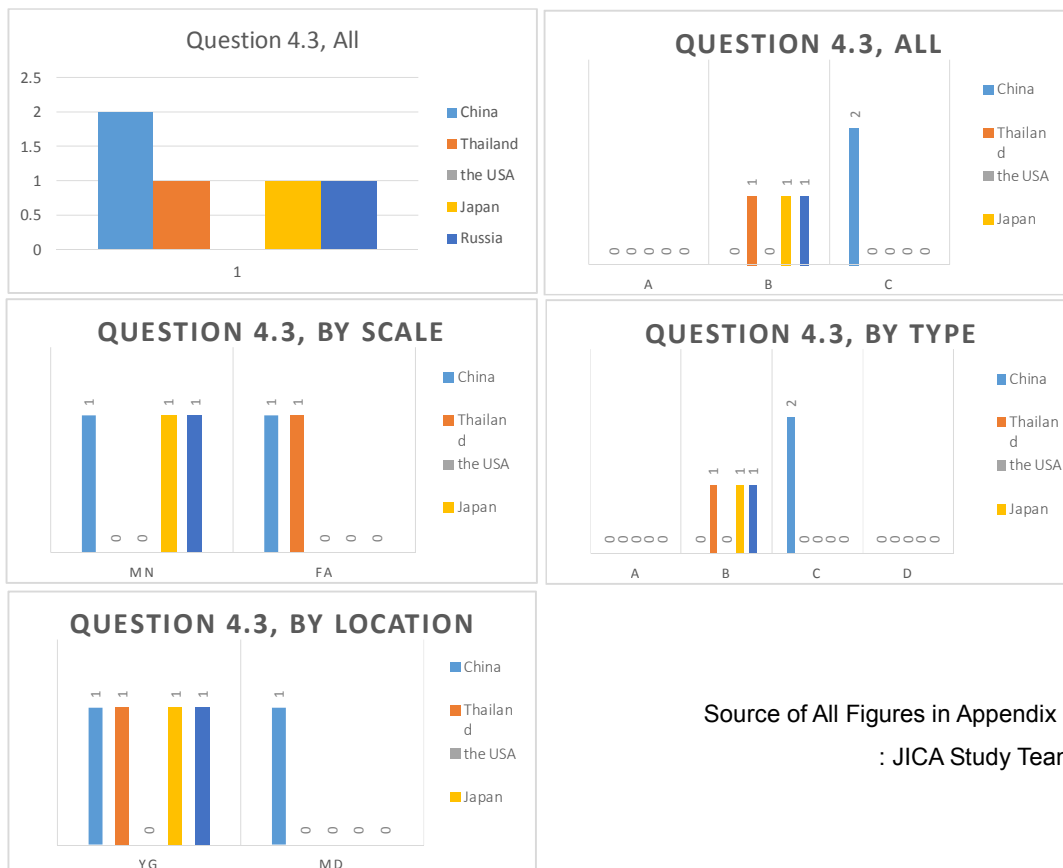 Question 4.3, All
2.5
2
1.5
1
0.5
0
1
China
Thailand
the USA
Japan
Russia
QUESTION 4.3, ALL
0 0 0 0 0
0 1 0 1 1
2 0 0 0 0
A B C
China
Thailan
d
the USA
Japan
QUESTION 4.3, BY SCALE
1 0 0 1 1
1 1 0 0 0
MN FA
China
Thailan
d
the USA
Japan
QUESTION 4.3, BY TYPE
0 0 0 0 0
0 1 0 1 1
2 0 0 0 0
0 0 0 0 0
A B C D
China
Thailan
d
the USA
Japan
QUESTION 4.3, BY LOCATION
1 1 0 1 1
1 0 0 0 0
YG MD
China
Thailan
d
the USA
Japan
Source of All Figures in Appendix
: JICA Study Tea